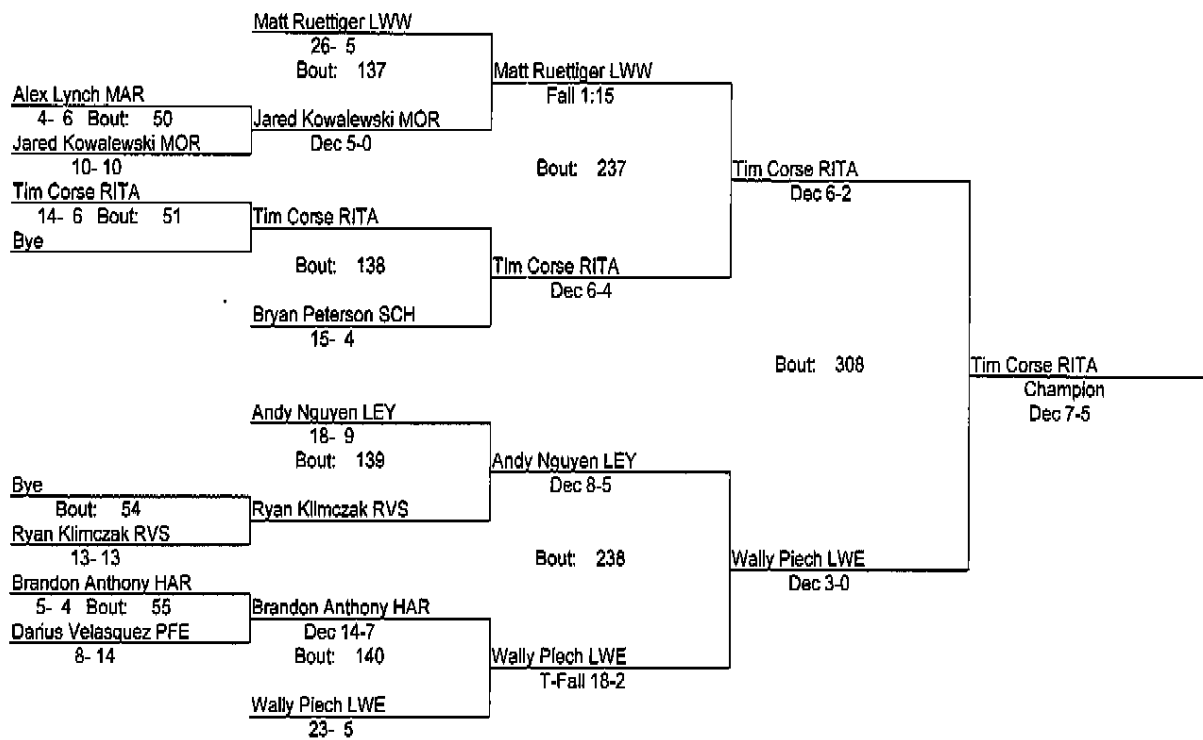 Matt Ruettiger LWW
26- 5
Bout: 137
Matt Ruettiger LWW
Fall 1:15
Alex Lynch MAR
4- 6 Bout: 50
Jared Kowalewski MOR
Dec 5-0
Jared Kowalewski MOR
10- 10
Bout: 237
Tim Corse RITA
Dec 6-2
Tim Corse RITA
14- 6 Bout: 51
Tim Corse RITA
Bye
Bout: 138
Tim Corse RITA
Dec 6-4
Bryan Peterson SCH
15- 4
Bout: 308
Tim Corse RITA
Champion
Dec 7-5
Andy Nguyen LEY
18- 9
Bout: 139
Andy Nguyen LEY
Dec 8-5
Bye
Bout: 54
Ryan Klimczak RVS
Ryan Klimczak RVS
13- 13
Bout: 238
Wally Piech LWE
Dec 3-0
Brandon Anthony HAR
5- 4 Bout: 55
Brandon Anthony HAR
Dec 14-7
Darius Velasquez PFE
8- 14
Bout: 140
Wally Piech LWE
T-Fall 18-2
Wally Piech LWE
23- 5